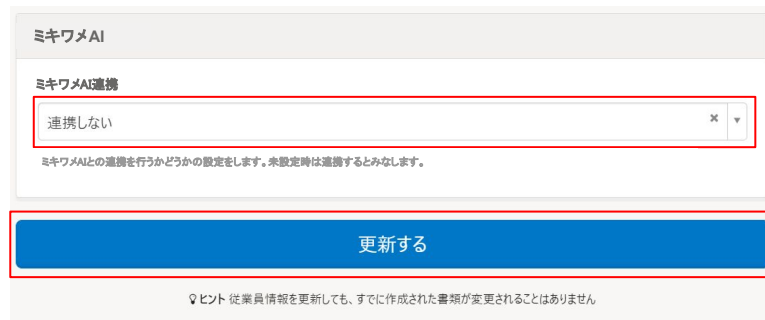 ミキワメAI
ミキワメAI連携
連携しない
ミキワメAIとの連携を行うかどうかの設定をします。未設定時は連携するとみなします。
更新する
ヒント 従業員情報を更新しても、すでに作成された書類が変更されることはありません